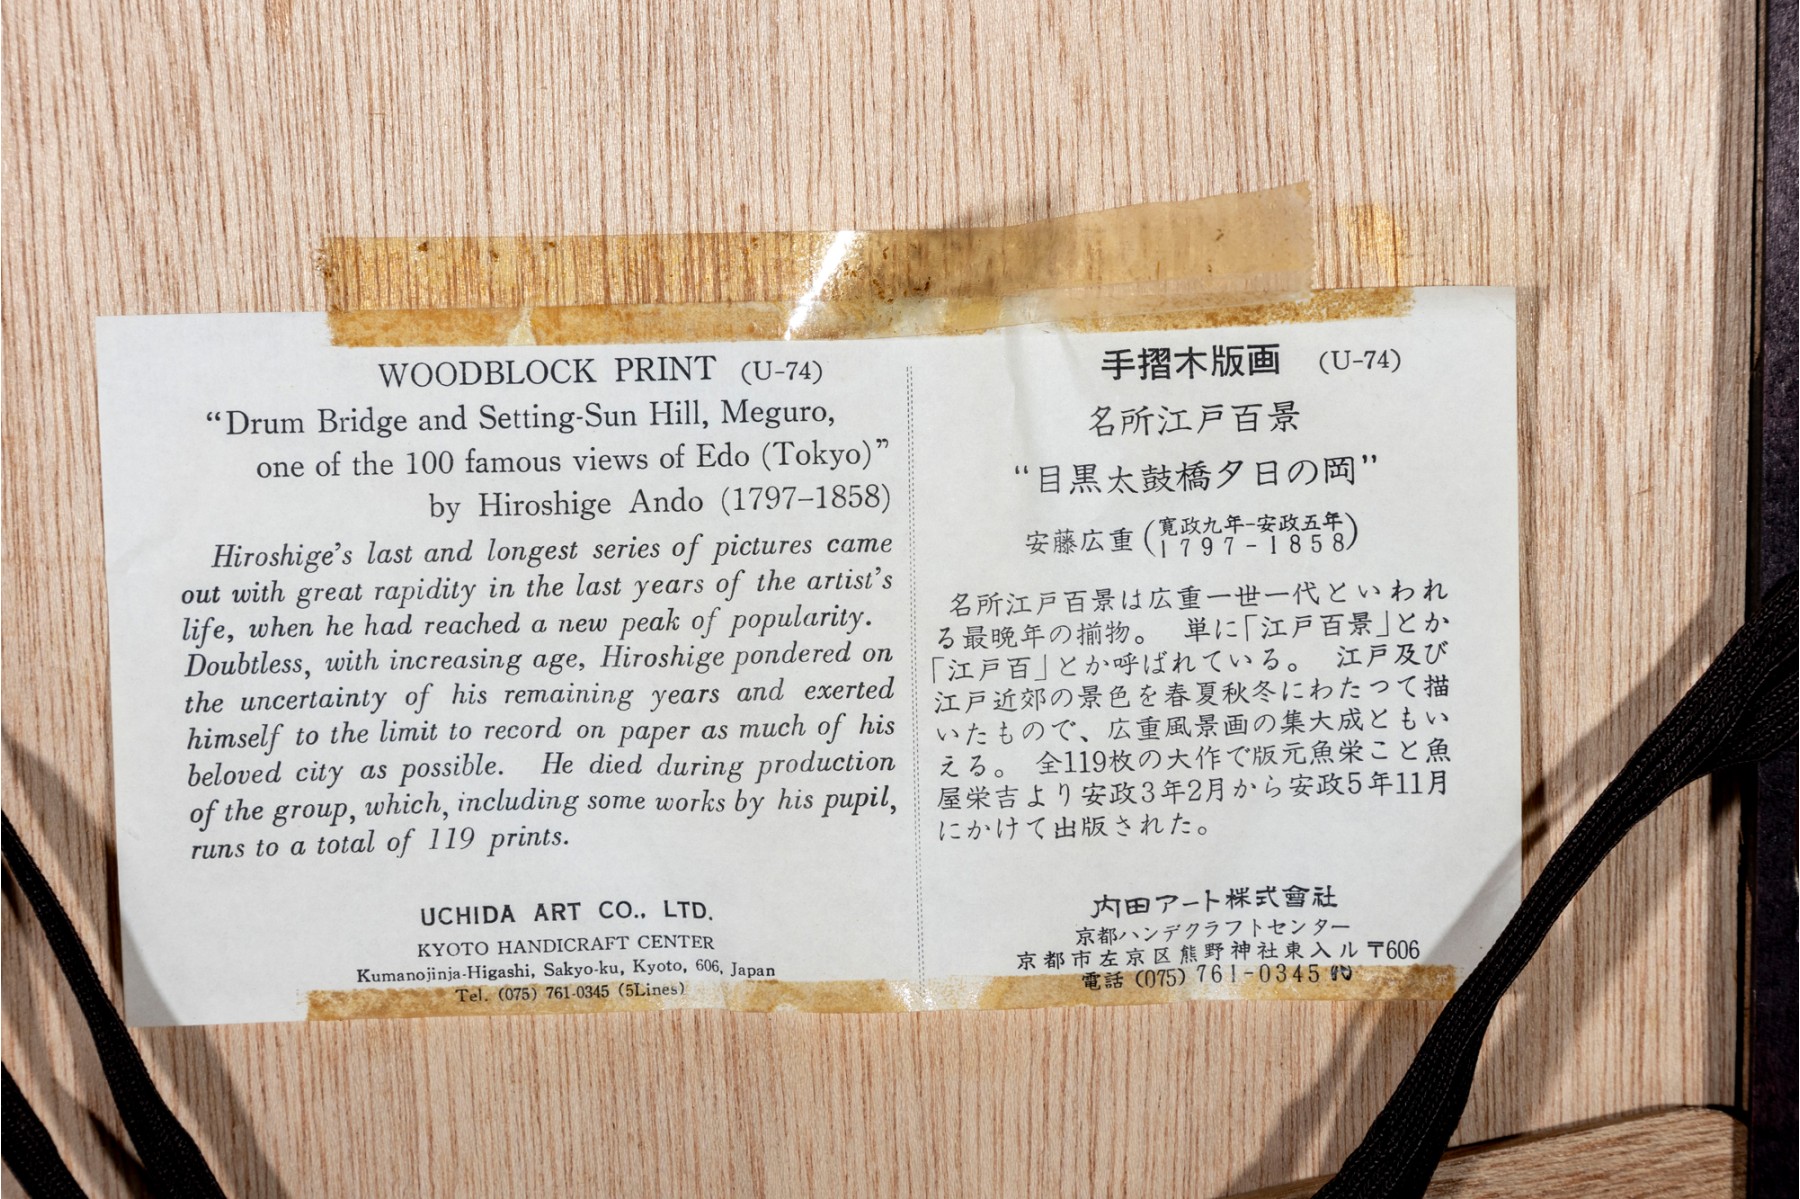 WOODBLOCK PRINT (U-74)
“Drum Bridge and Setting-Sun Hill, Meguro,
one of the 100 famous views of Edo (Tokyo)”
by Hiroshige Ando (1797–1858)
Hiroshige's last and longest series of pictures came
out with great rapidity in the last years of the artist's
life, when he had reached a new peak of popularity.
Doubtless, with increasing age, Hiroshige pondered on
the uncertainty of his remaining years and exerted
himself to the limit to record on paper as much of his
beloved city as possible. He died during production
of the group, which, including some works by his pupil,
runs to a total of 119 prints.
UCHIDA ART CO., LTD.
KYOTO HANDICRAFT CENTER
Kumanojinja-Higashi, Sakyo-ku, Kyoto, 606, Japan
Tel. (075) 761-0345 (5Lines)
手摺木版画 (U-74)
名所江戸百景
“目黒太鼓橋夕日の岡”
安藤広重(寛政九年-安政五年
1797-1858)
名所江戸百景は広重一世一代といわれ
る最晩年の揃物。 単に「江戸百景」とか
「江戸百」とか呼ばれている。 江戸及び
江戸近郊の景色を春夏秋冬にわたつて描
いたもので、広重風景画の集大成ともい
える。 全119枚の大作で版元魚栄こと魚
屋栄吉より安政3年2月から安政5年11月
にかけて出版された。
内田アート株式會社
京都ハンデクラフトセンター
京都市左京区熊野神社東入ル〒606
電話 (075) 761-0345